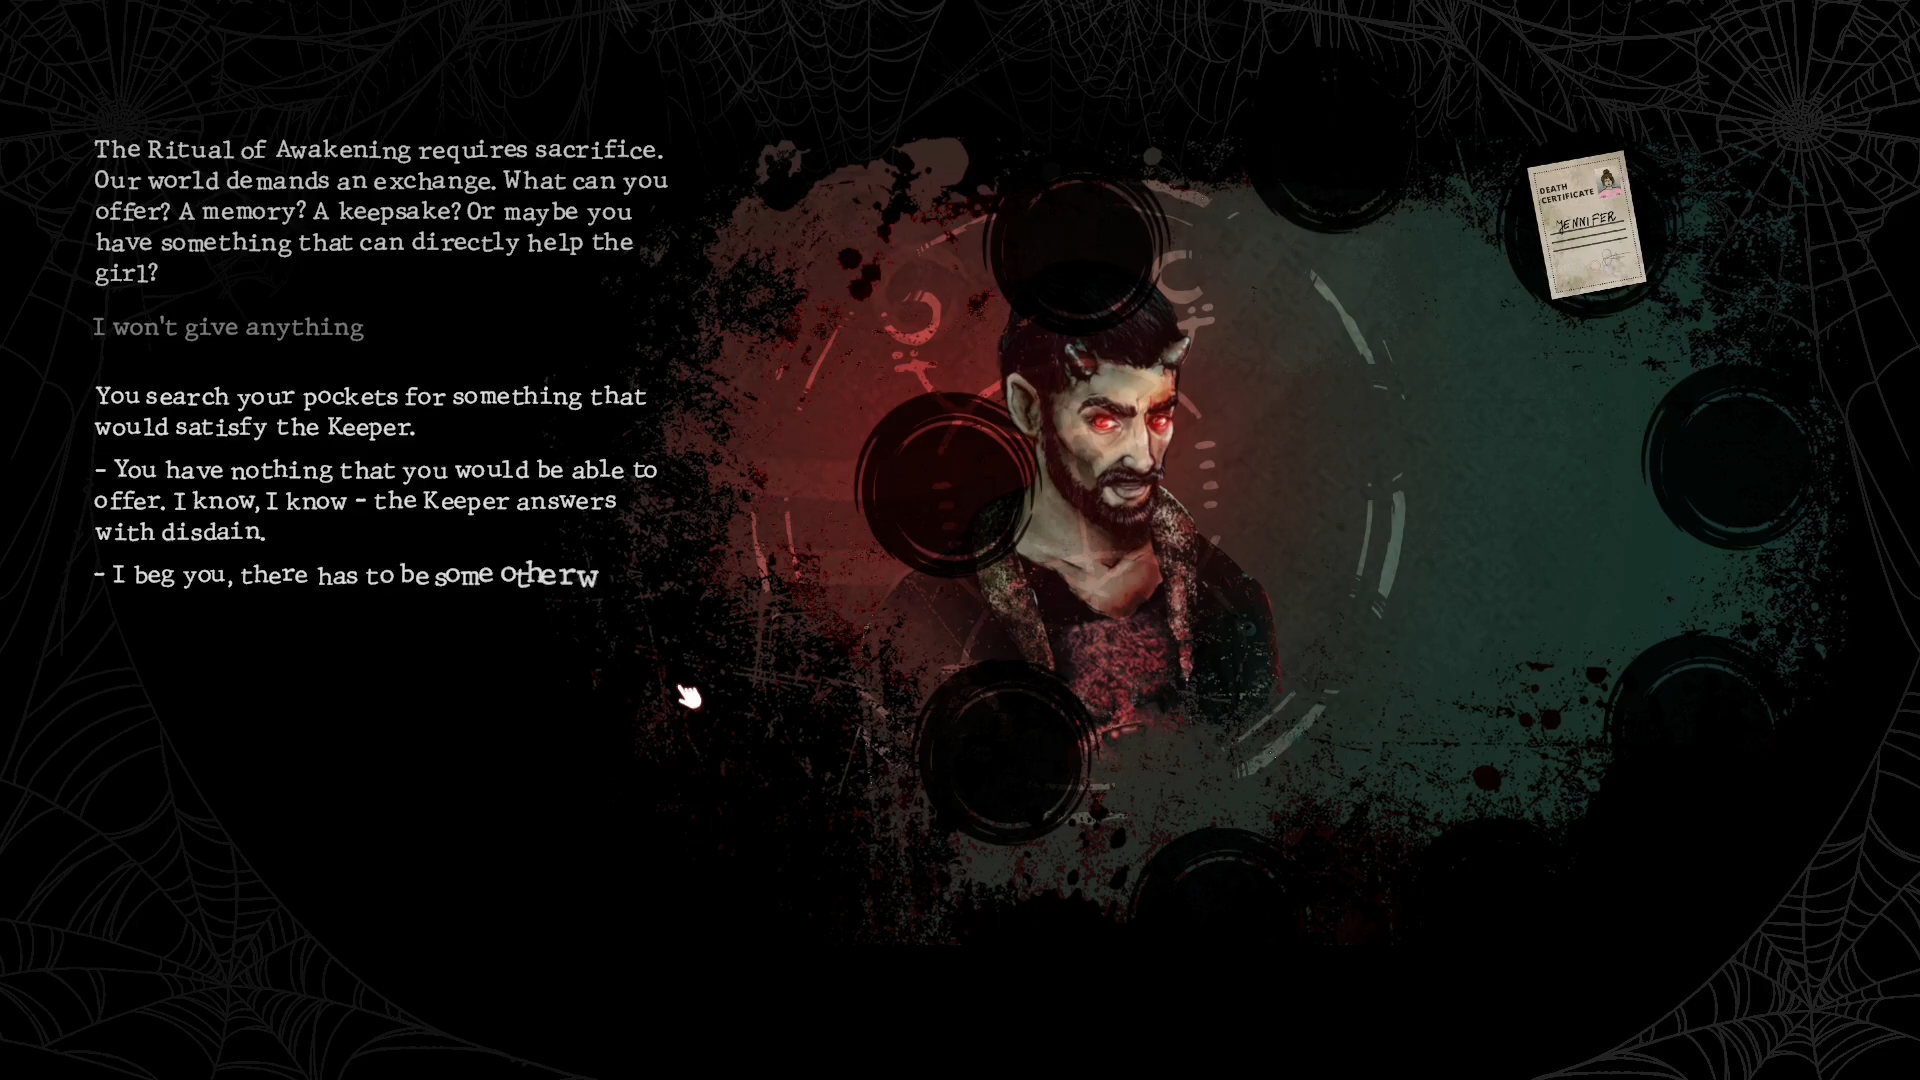 The Ritual of Awakening requires sacrifice.
Our world demands an exchange. What can you
offer? A memory? A keepsake? Or maybe you
have something that can directly help the
girl?
I won't give anything
You search your pockets for something that
would satisfy the Keeper.
- You have nothing that you would be able to
offer. I know, I know - the Keeper answers
with disdain.
- I beg you, there has to be some otherw
DEATH
CERTIFICATE
JENNIFER